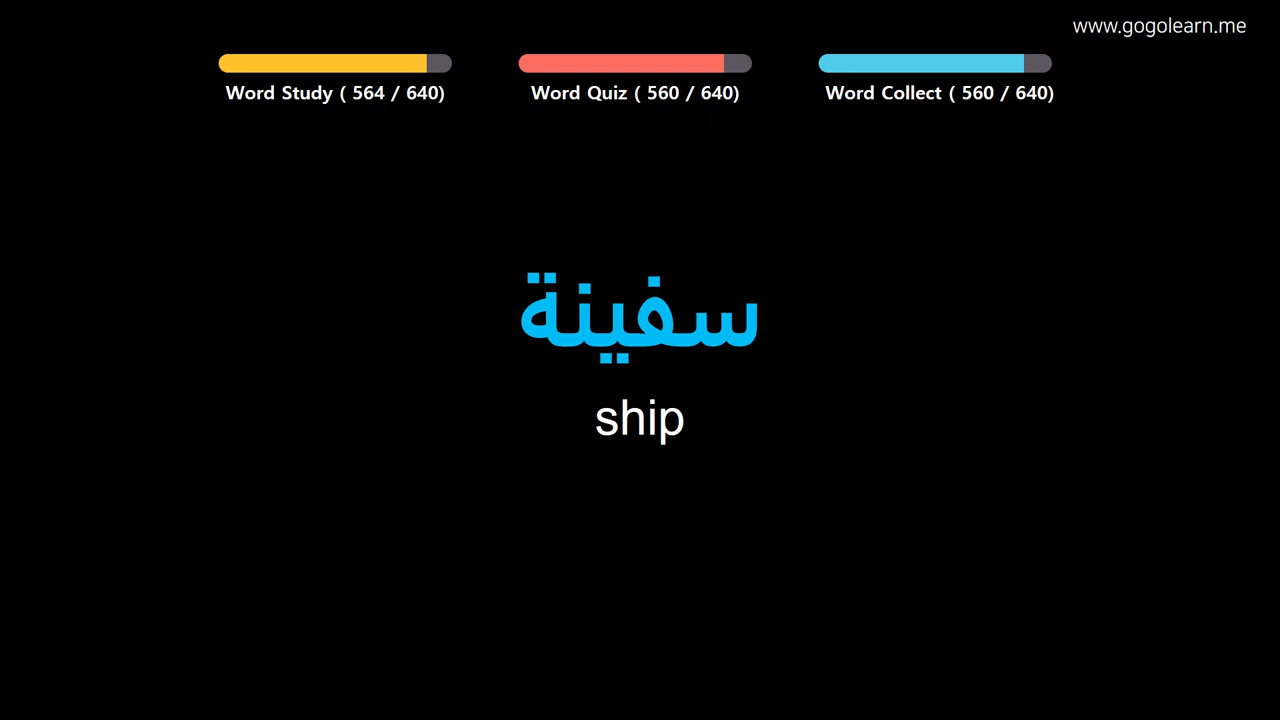 www.gogolearn.me
Word Study ( 564 / 640)
Word Quiz ( 560 / 640)
Word Collect ( 560 / 640)
سفينة
ship